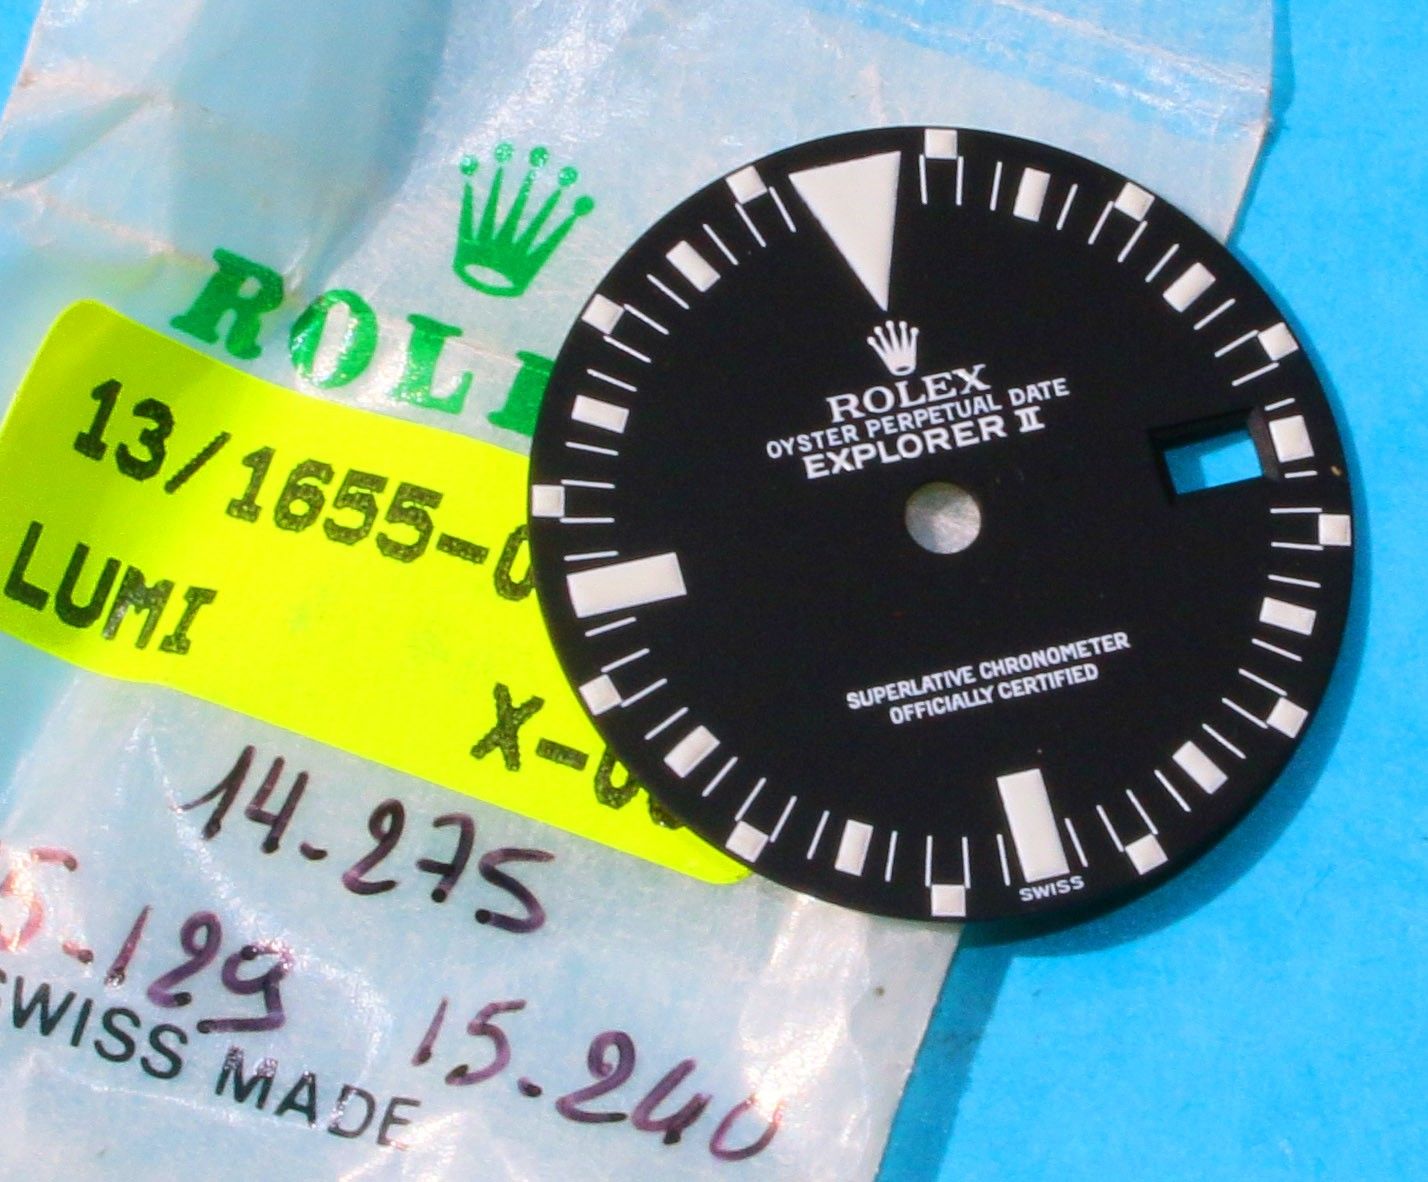 ROLEX
13/1655-0
LUMI
X-0
14.275
5.129
15.240
SWISS MADE
ROLEX
OYSTER PERPETUAL DATE
EXPLORER II
SUPERLATIVE CHRONOMETER
OFFICIALLY CERTIFIED
SWISS